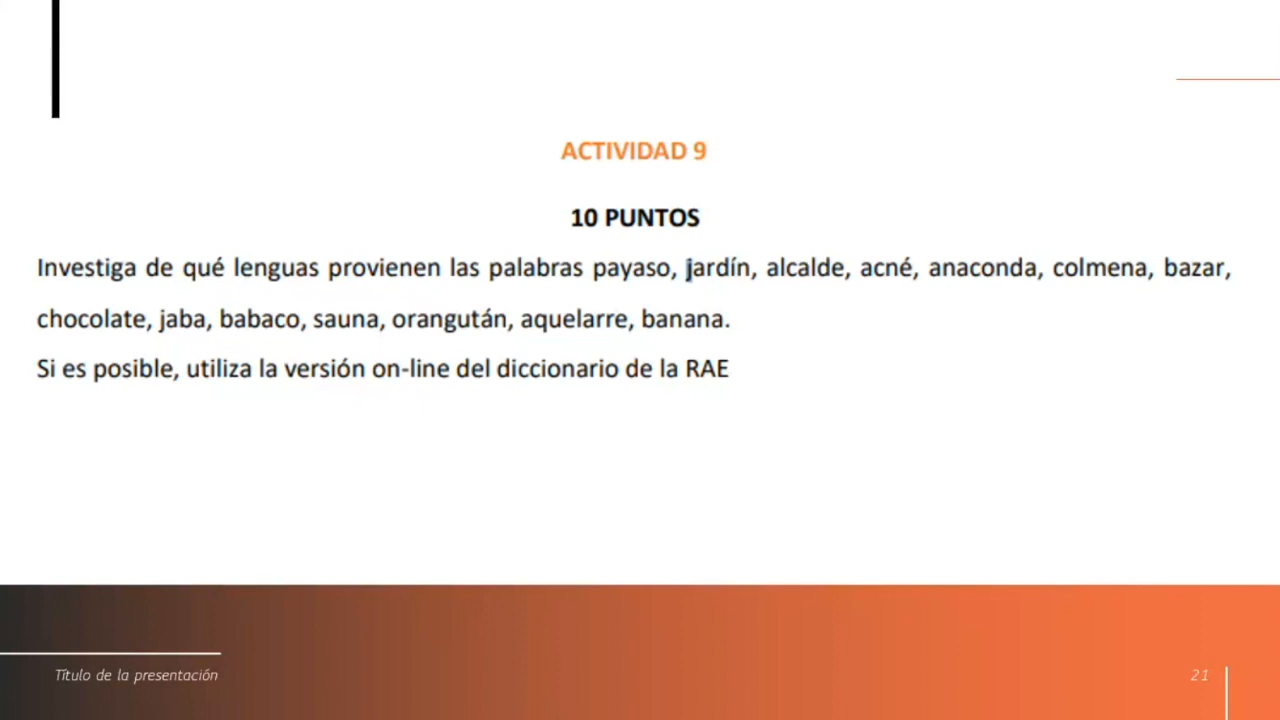 ACTIVIDAD 9
10 PUNTOS
Investiga de qué lenguas provienen las palabras payaso, jardín, alcalde, acné, anaconda, colmena, bazar,
chocolate, jaba, babaco, sauna, orangután, aquelarre, banana.
Si es posible, utiliza la versión on-line del diccionario de la RAE
Título de la presentación
21